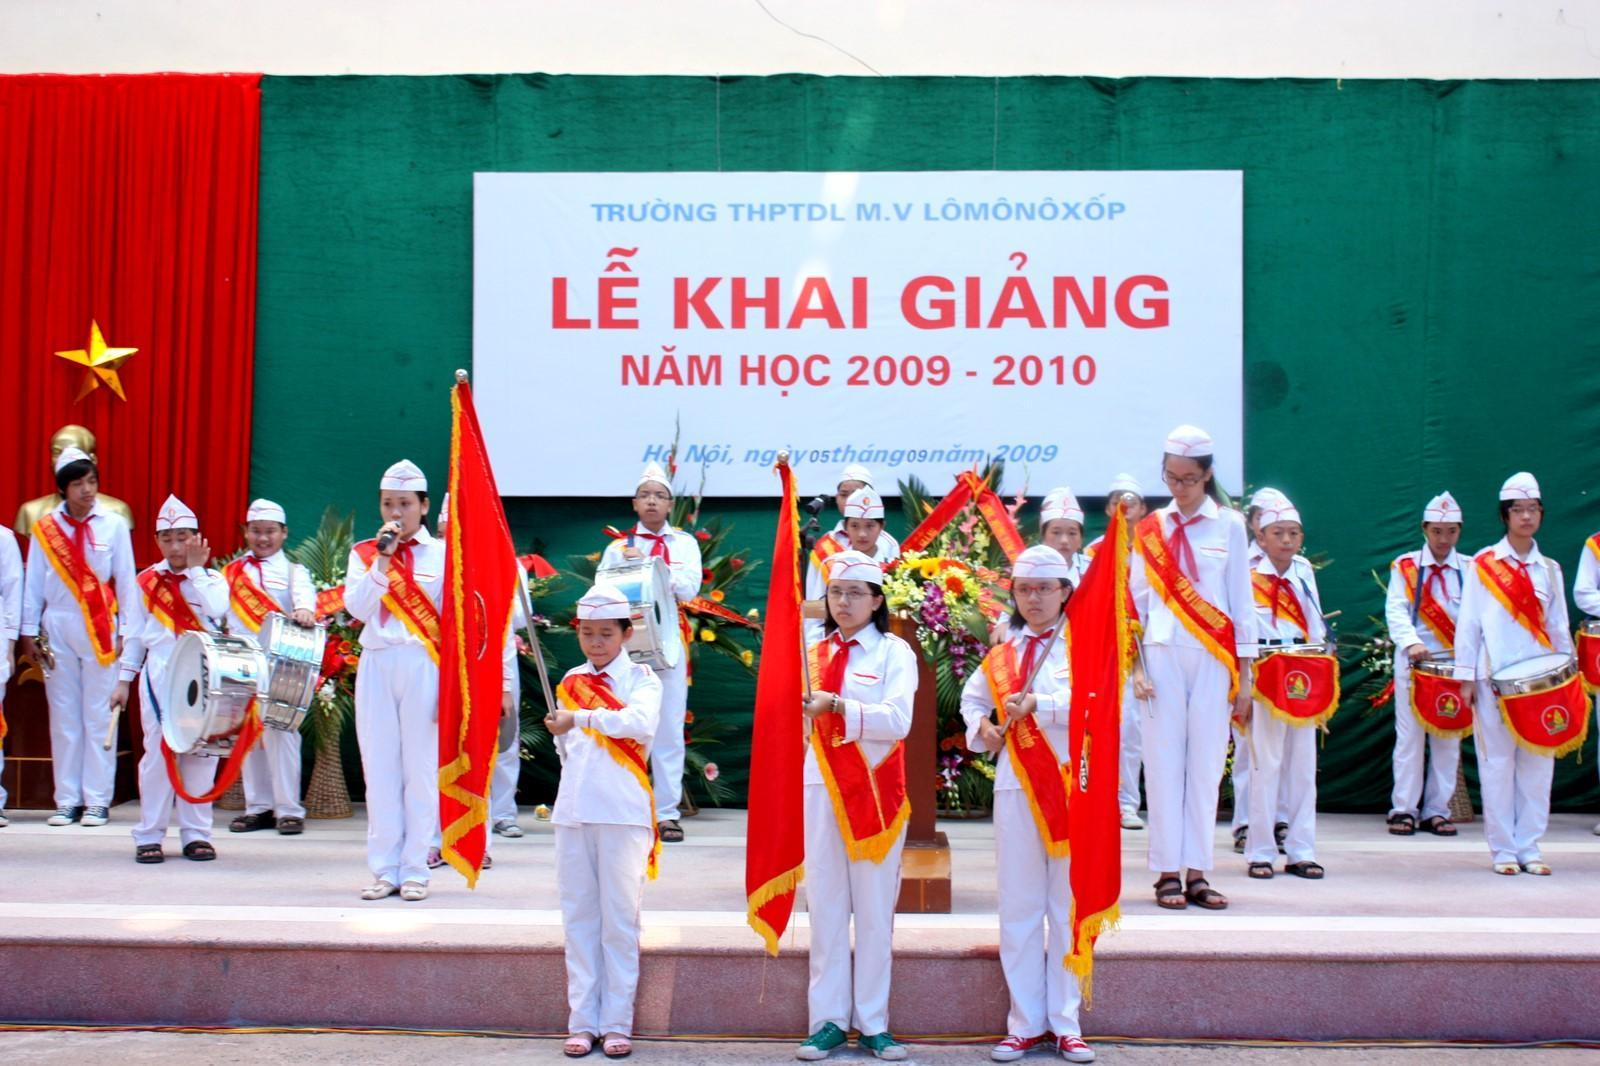 TRƯỜNG THPTDL M.V LÔMÔNÔXỐP
LỄ KHAI GIẢNG
NĂM HỌC 2009 - 2010
Hà Nội, ngày 05 tháng 09 năm 2009